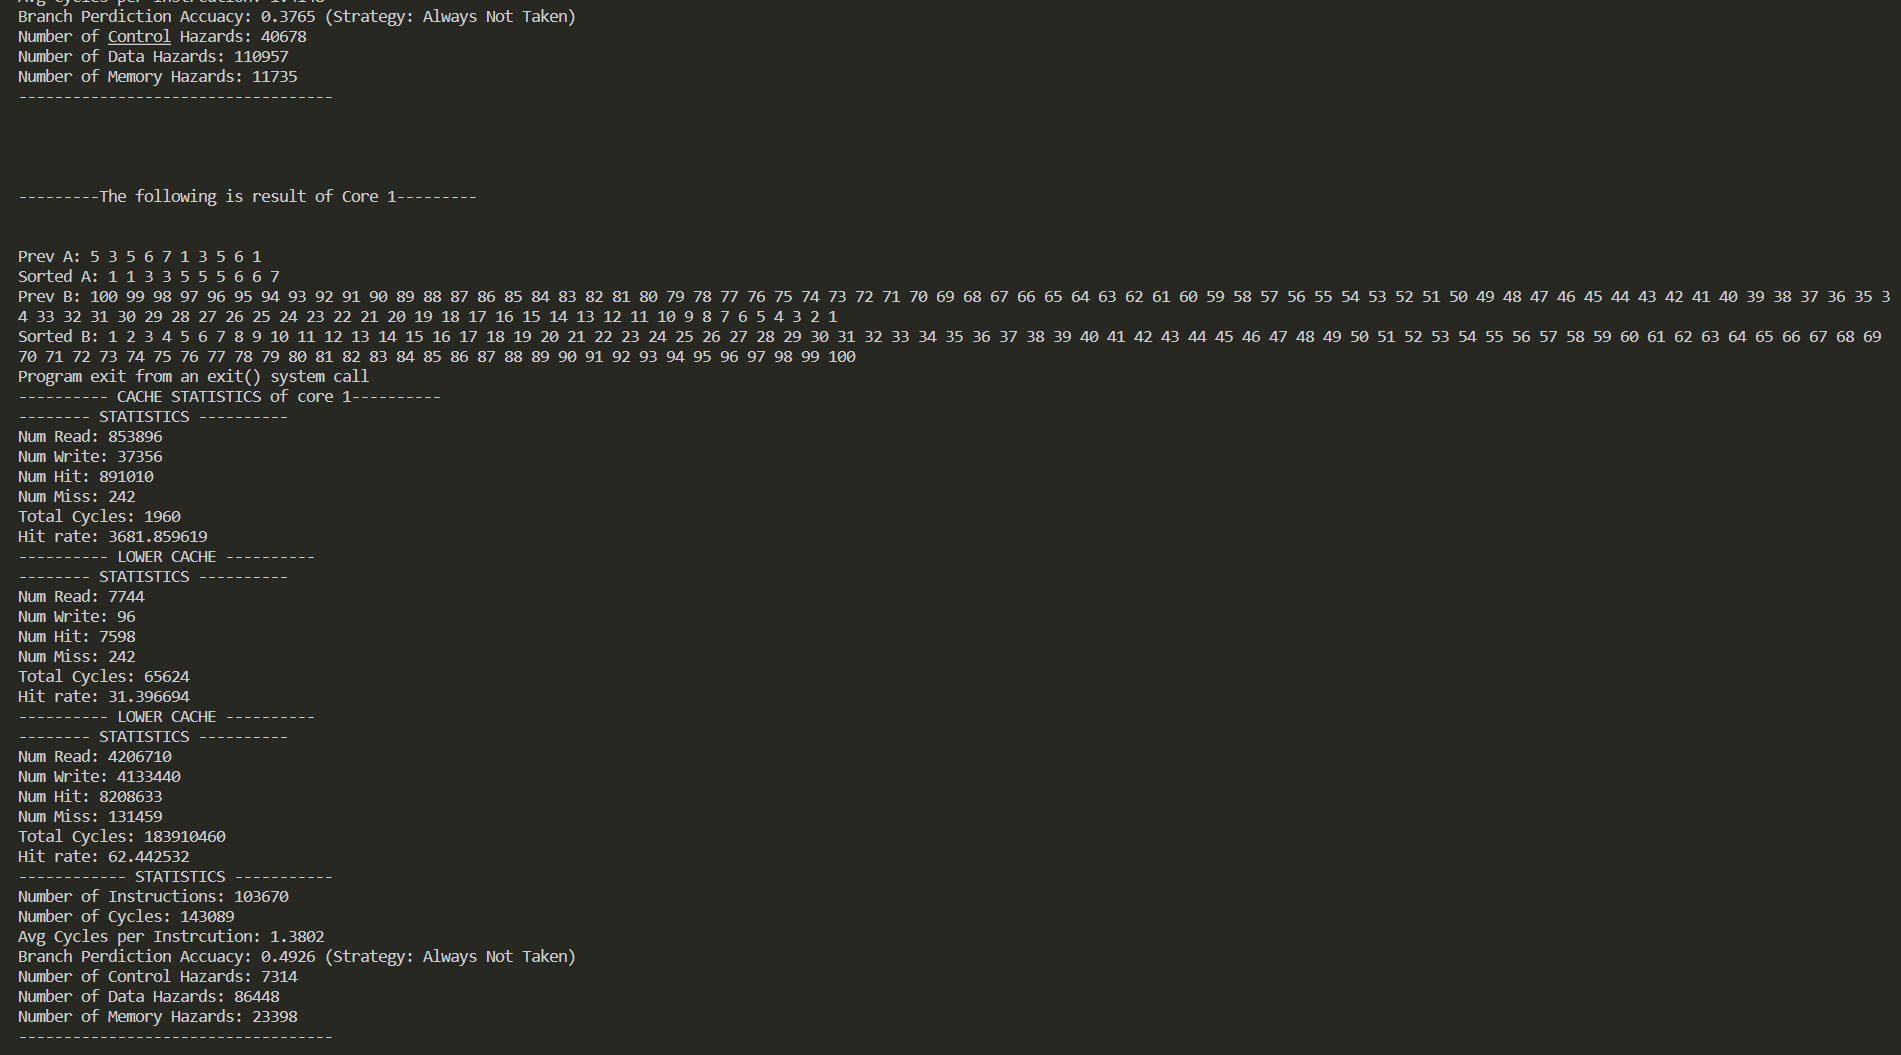 Branch Perdiction Accuacy: 0.3765 (Strategy: Always Not Taken)
Number of Control Hazards: 40678
Number of Data Hazards: 110957
Number of Memory Hazards: 11735
-----------------------------------
---------The following is result of Core 1---------
Prev A: 5 3 5 6 7 1 3 5 6 1
Sorted A: 1 1 3 3 5 5 5 6 6 7
Prev B: 100 99 98 97 96 95 94 93 92 91 90 89 88 87 86 85 84 83 82 81 80 79 78 77 76 75 74 73 72 71 70 69 68 67 66 65 64 63 62 61 60 59 58 57 56 55 54 53 52 51 50 49 48 47 46 45 44 43 42 41 40 39 38 37 36 35 3
4 33 32 31 30 29 28 27 26 25 24 23 22 21 20 19 18 17 16 15 14 13 12 11 10 9 8 7 6 5 4 3 2 1
Sorted B: 1 2 3 4 5 6 7 8 9 10 11 12 13 14 15 16 17 18 19 20 21 22 23 24 25 26 27 28 29 30 31 32 33 34 35 36 37 38 39 40 41 42 43 44 45 46 47 48 49 50 51 52 53 54 55 56 57 58 59 60 61 62 63 64 65 66 67 68 69
70 71 72 73 74 75 76 77 78 79 80 81 82 83 84 85 86 87 88 89 90 91 92 93 94 95 96 97 98 99 100
Program exit from an exit() system call
---------- CACHE STATISTICS of core 1----------
-------- STATISTICS ----------
Num Read: 853896
Num Write: 37356
Num Hit: 891010
Num Miss: 242
Total Cycles: 1960
Hit rate: 3681.859619
---------- LOWER CACHE ----------
-------- STATISTICS ----------
Num Read: 7744
Num Write: 96
Num Hit: 7598
Num Miss: 242
Total Cycles: 65624
Hit rate: 31.396694
---------- LOWER CACHE ----------
-------- STATISTICS ----------
Num Read: 4206710
Num Write: 4133440
Num Hit: 8208633
Num Miss: 131459
Total Cycles: 183910460
Hit rate: 62.442532
------------ STATISTICS -----------
Number of Instructions: 103670
Number of Cycles: 143089
Avg Cycles per Instrcution: 1.3802
Branch Perdiction Accuacy: 0.4926 (Strategy: Always Not Taken)
Number of Control Hazards: 7314
Number of Data Hazards: 86448
Number of Memory Hazards: 23398
-----------------------------------